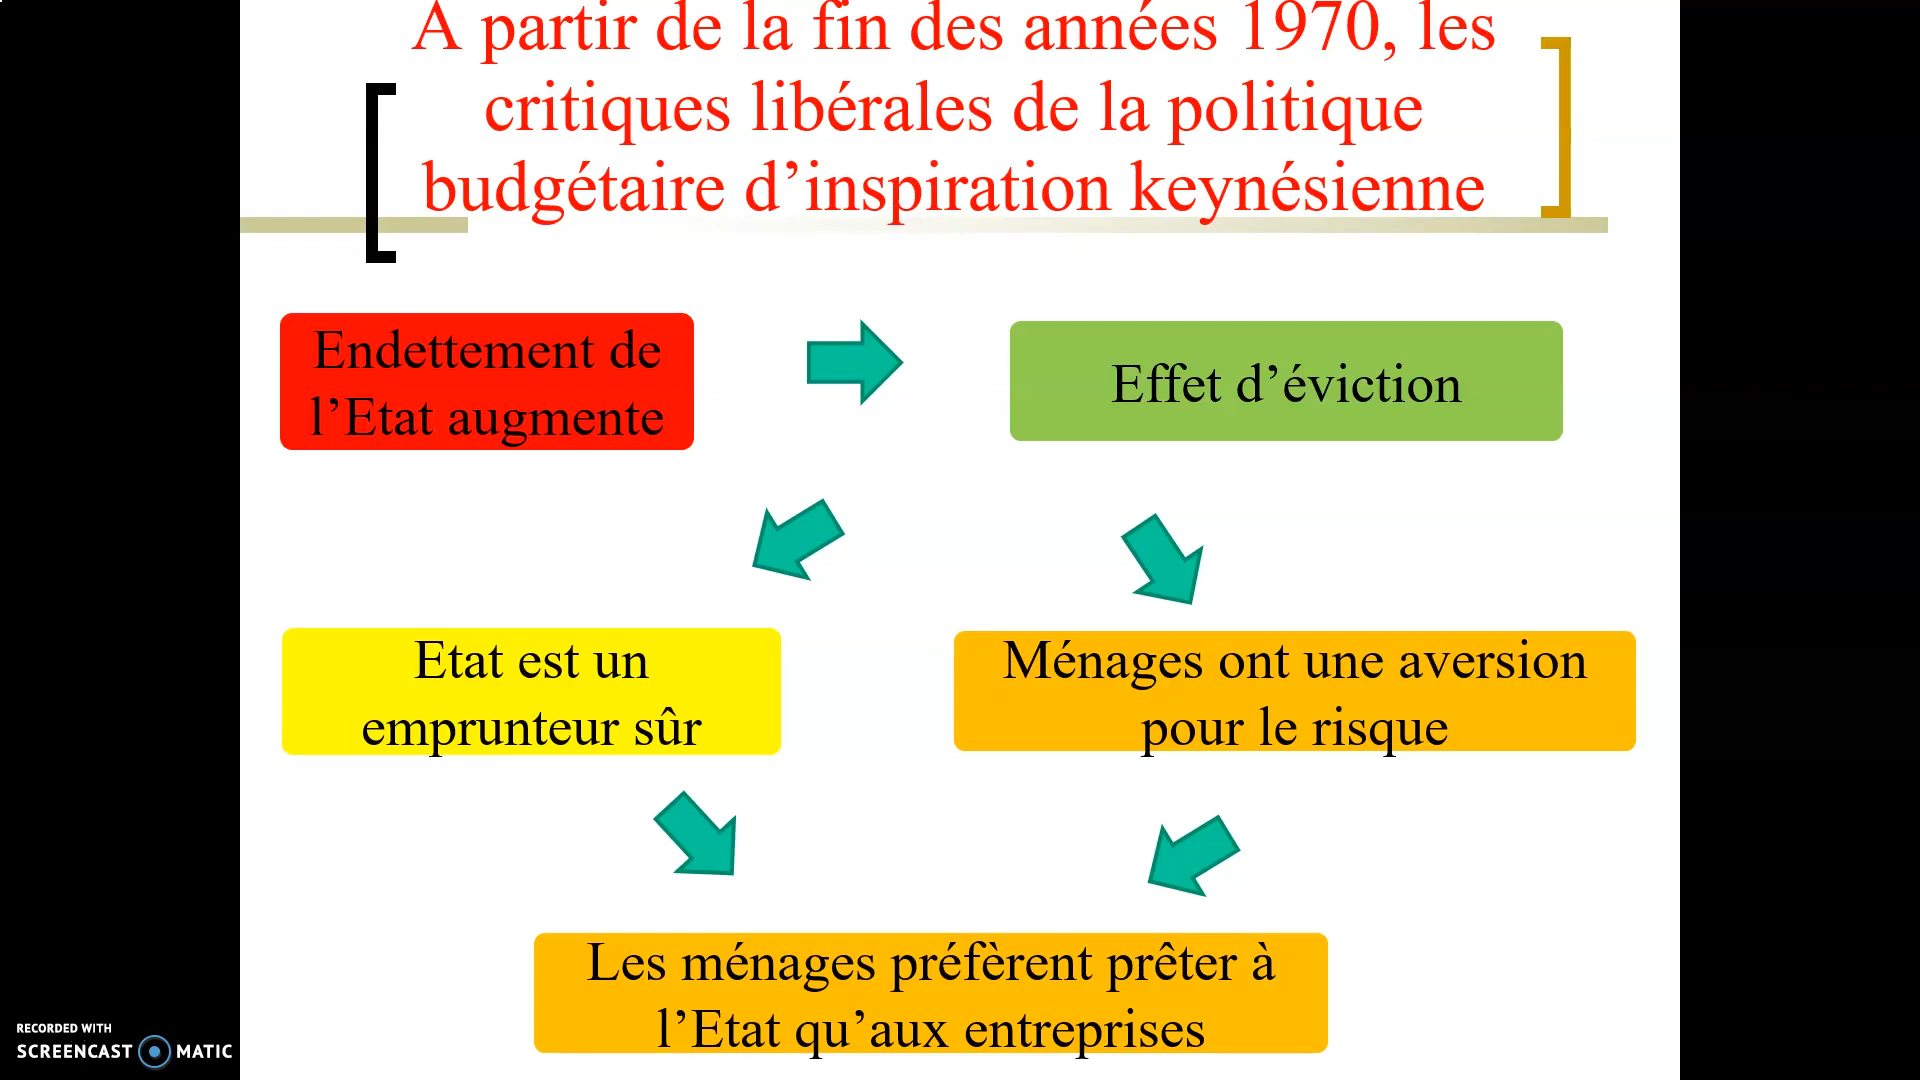 A partir de la fin des années 1970, les
critiques libérales de la politique
budgétaire d’inspiration keynésienne
Endettement de
l’Etat augmente
Effet d’éviction
Etat est un
emprunteur sûr
Ménages ont une aversion
pour le risque
Les ménages préfèrent prêter à
l’Etat qu’aux entreprises
RECORDED WITH
SCREENCAST MATIC